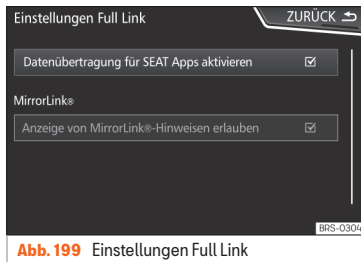 Einstellungen Full Link
ZURÜCK
Datenübertragung für SEAT Apps aktivieren
MirrorLink®
Anzeige von MirrorLink®-Hinweisen erlauben
BRS-0304
Abb. 199 Einstellungen Full Link